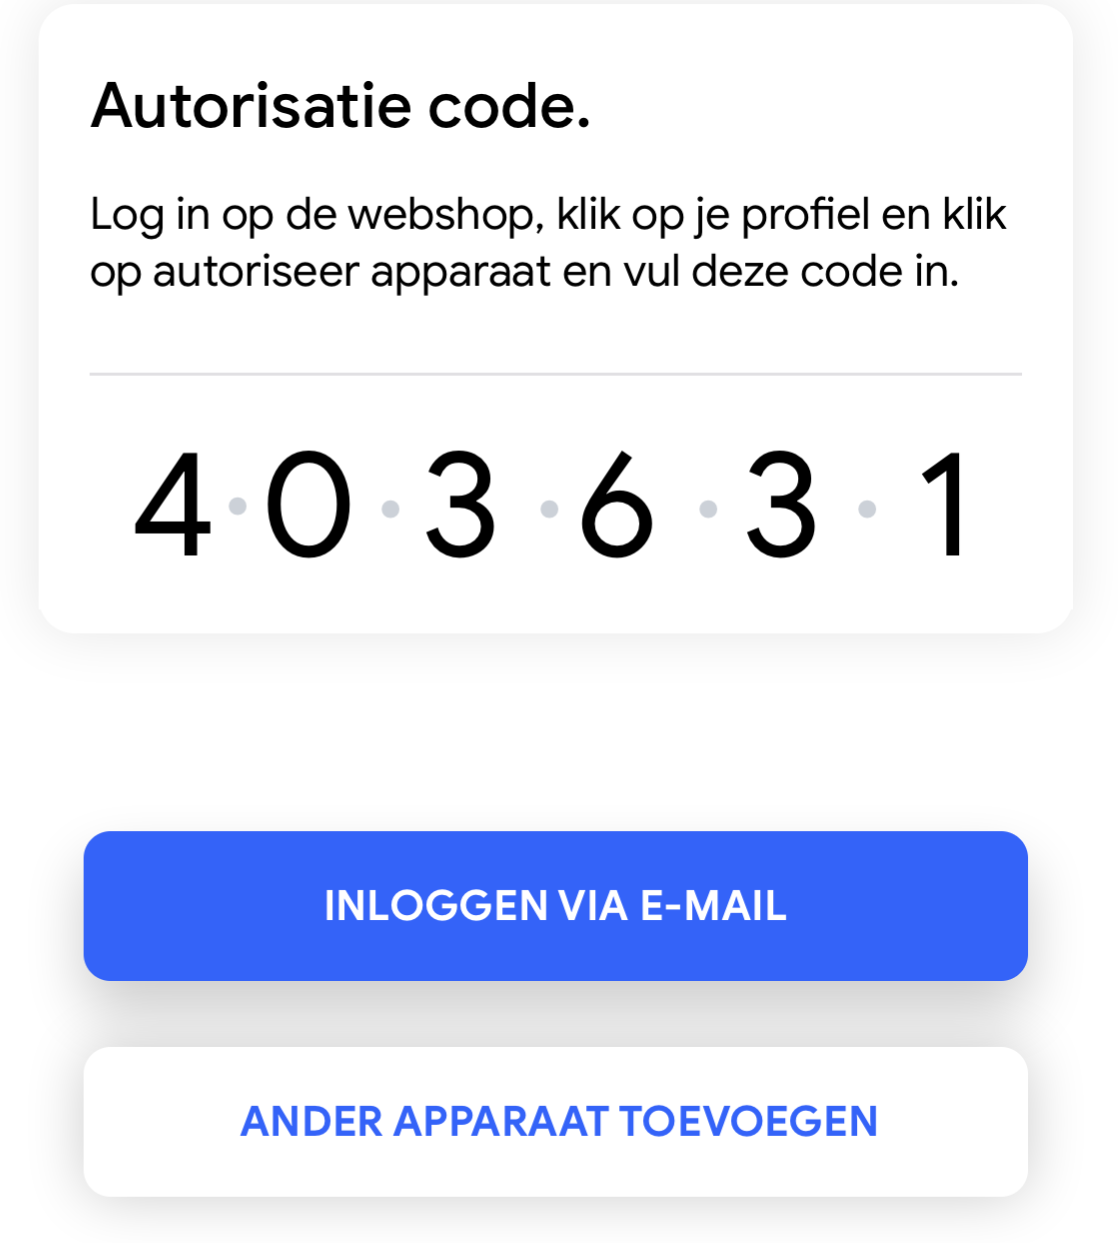 Autorisatie code.
Log in op de webshop, klik op je profiel en klik
op autoriseer apparaat en vul deze code in.
4 · 0 · 3 · 6 · 3 · 1
INLOGGEN VIA E-MAIL
ANDER APPARAAT TOEVOEGEN